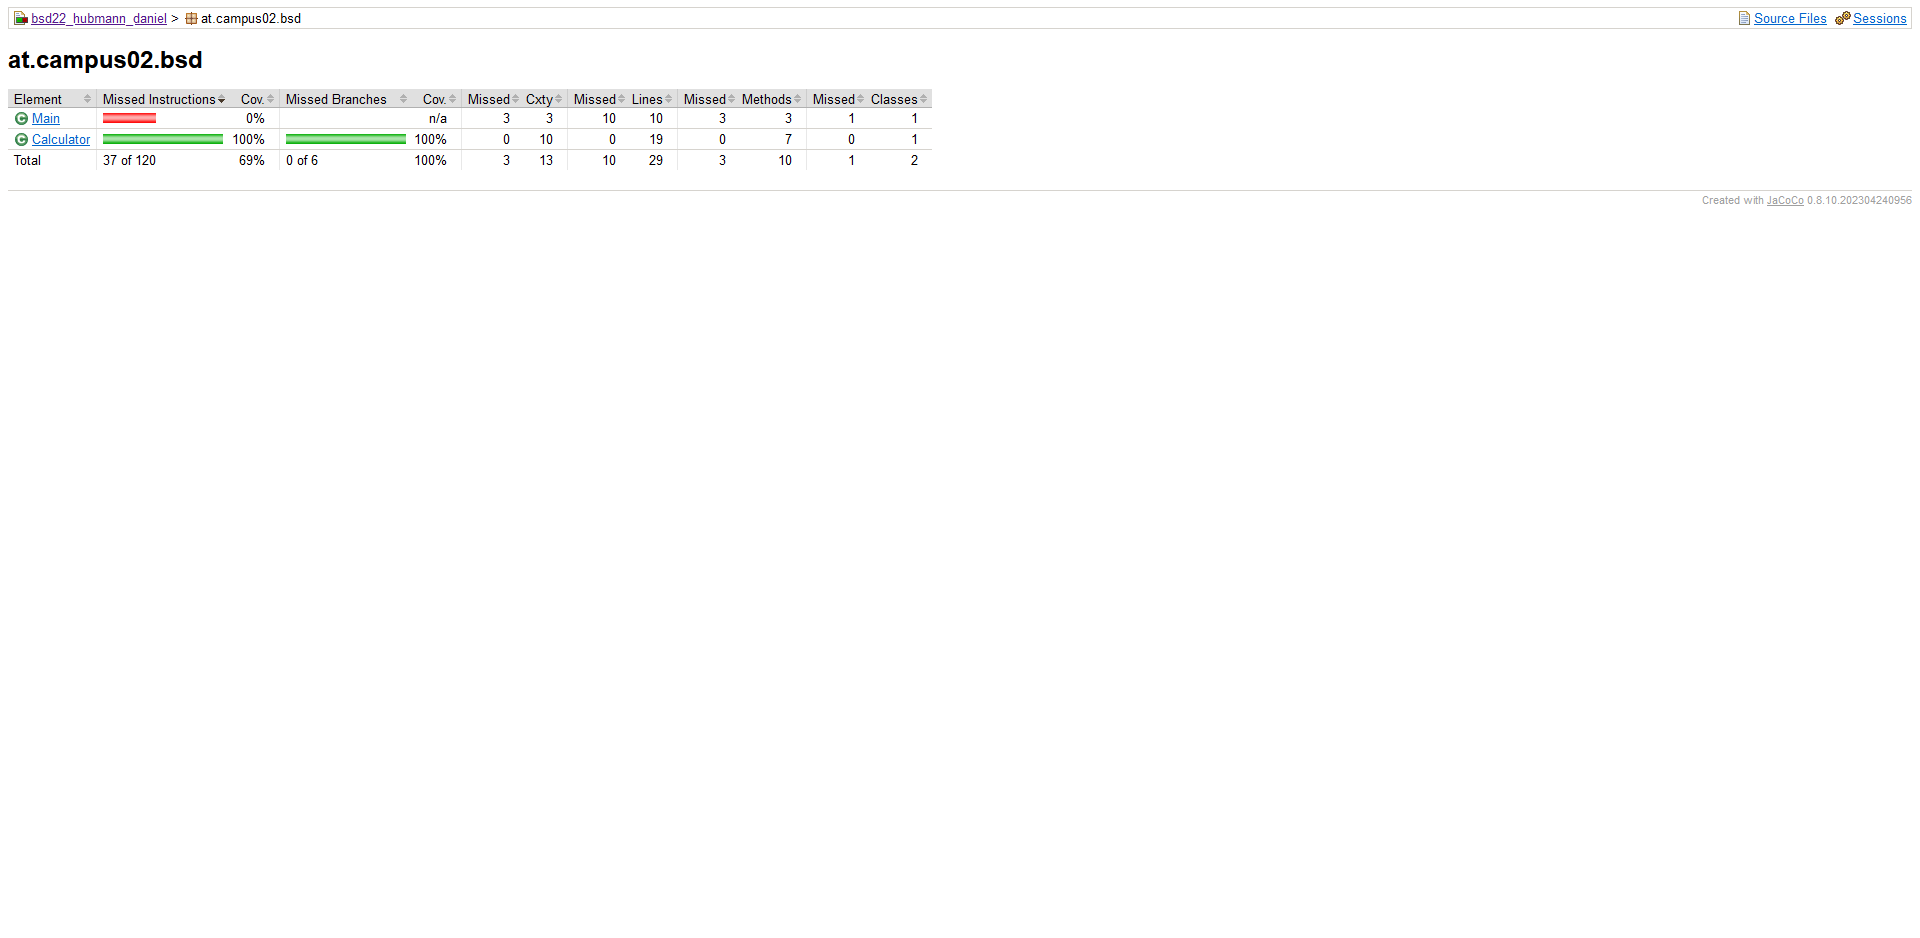 bsd22_hubmann_daniel > at.campus02.bsd Source Files Sessions
at.campus02.bsd
Element Missed Instructions Cov. Missed Branches Cov. Missed Cxty Missed Lines Missed Methods Missed Classes
Main 0% n/a 3 3 10 10 3 3 1 1
Calculator 100% 100% 0 10 0 19 0 7 0 1
Total 37 of 120 69% 0 of 6 100% 3 13 10 29 3 10 1 2
Created with JaCoCo 0.8.10.202304240956